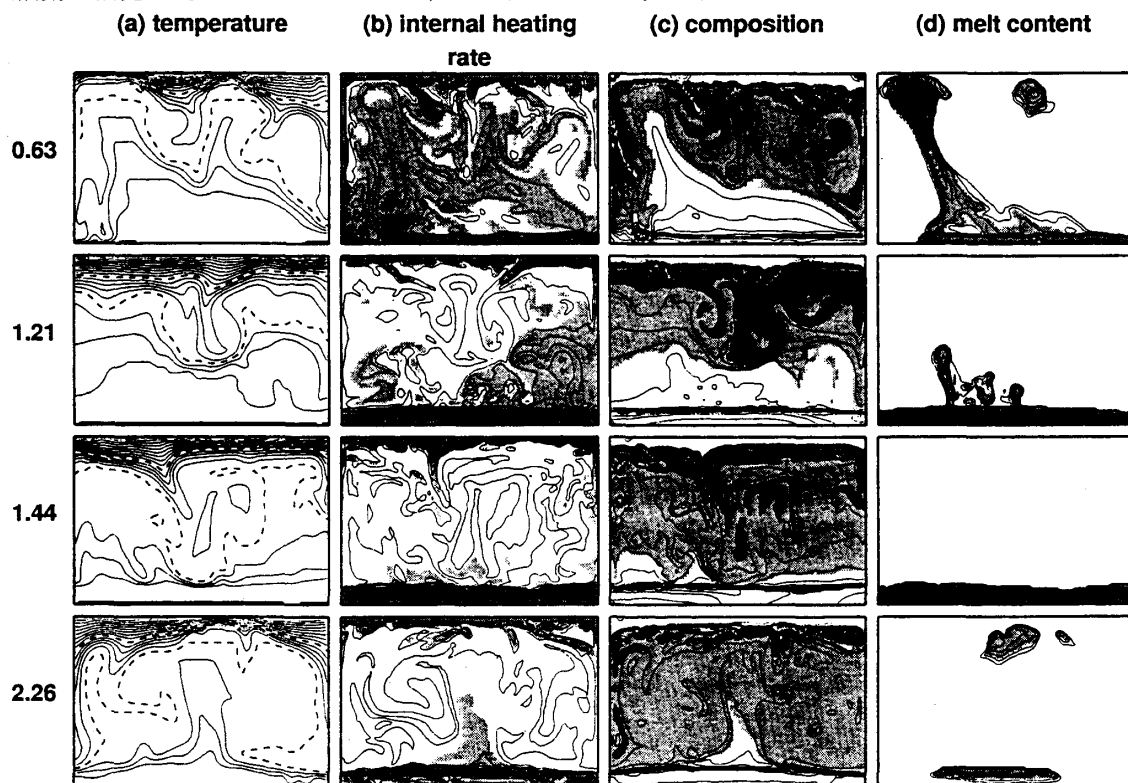 (a) temperature (b) internal heating rate (c) composition (d) melt content
0.63
1.21
1.44
2.26